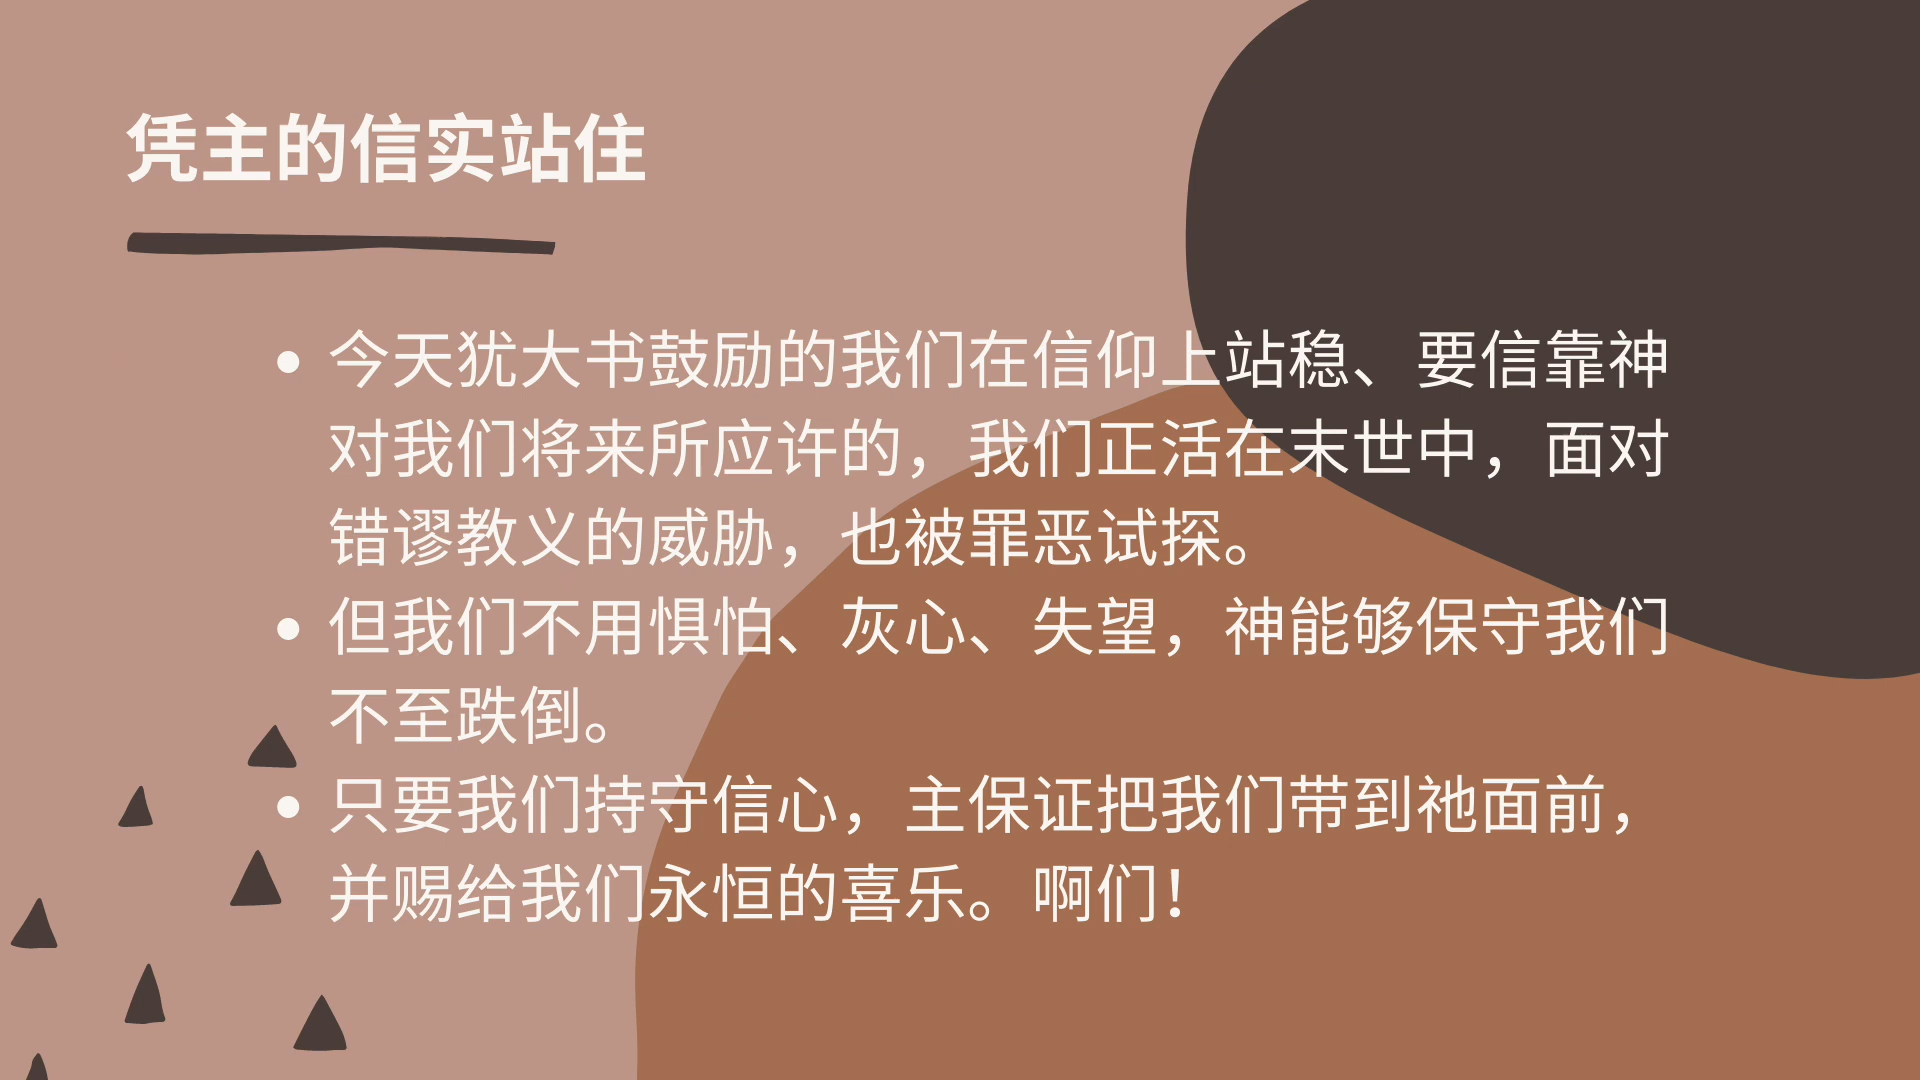 凭主的信实站住
• 今天犹大书鼓励的我们在信仰上站稳、要信靠神
对我们将来所应许的，我们正活在末世中，面对
错谬教义的威胁，也被罪恶试探。
• 但我们不用惧怕、灰心、失望，神能够保守我们
不至跌倒。
• 只要我们持守信心，主保证把我们带到祂面前，
并赐给我们永恒的喜乐。啊们！